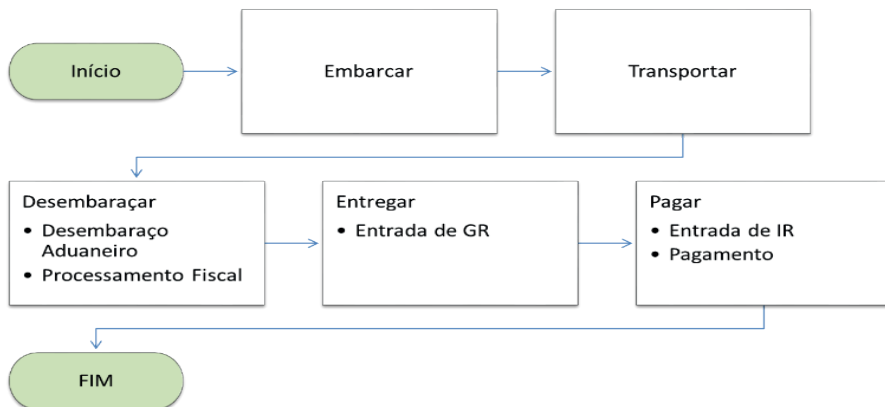 Início
Embarcar
Transportar
Desembaraçar
• Desembaraço
Aduaneiro
• Processamento Fiscal
Entregar
• Entrada de GR
Pagar
• Entrada de IR
• Pagamento
FIM